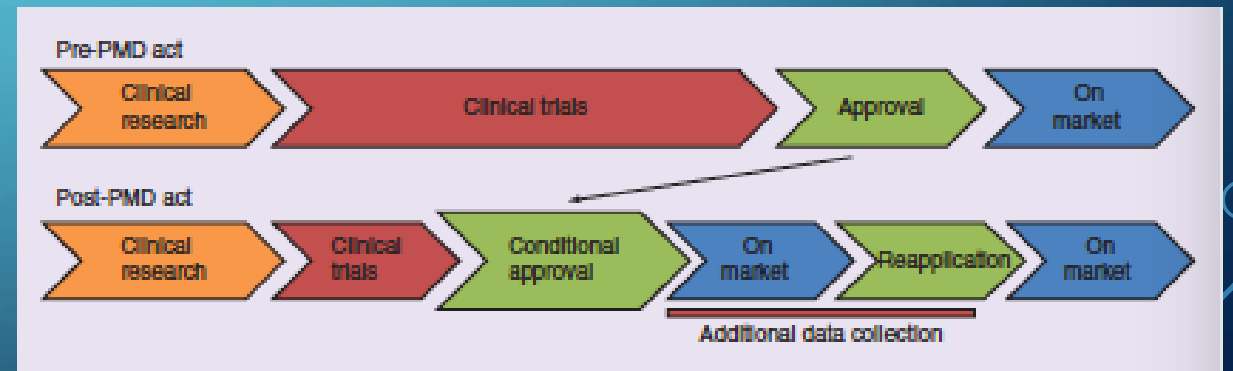 Pre-PMD act
Clinical
research
Clinical trials
Approval
On
market
Post-PMD act
Clinical
research
Clinical
trials
Conditional
approval
On
market
Reapplication
On
market
Additional data collection